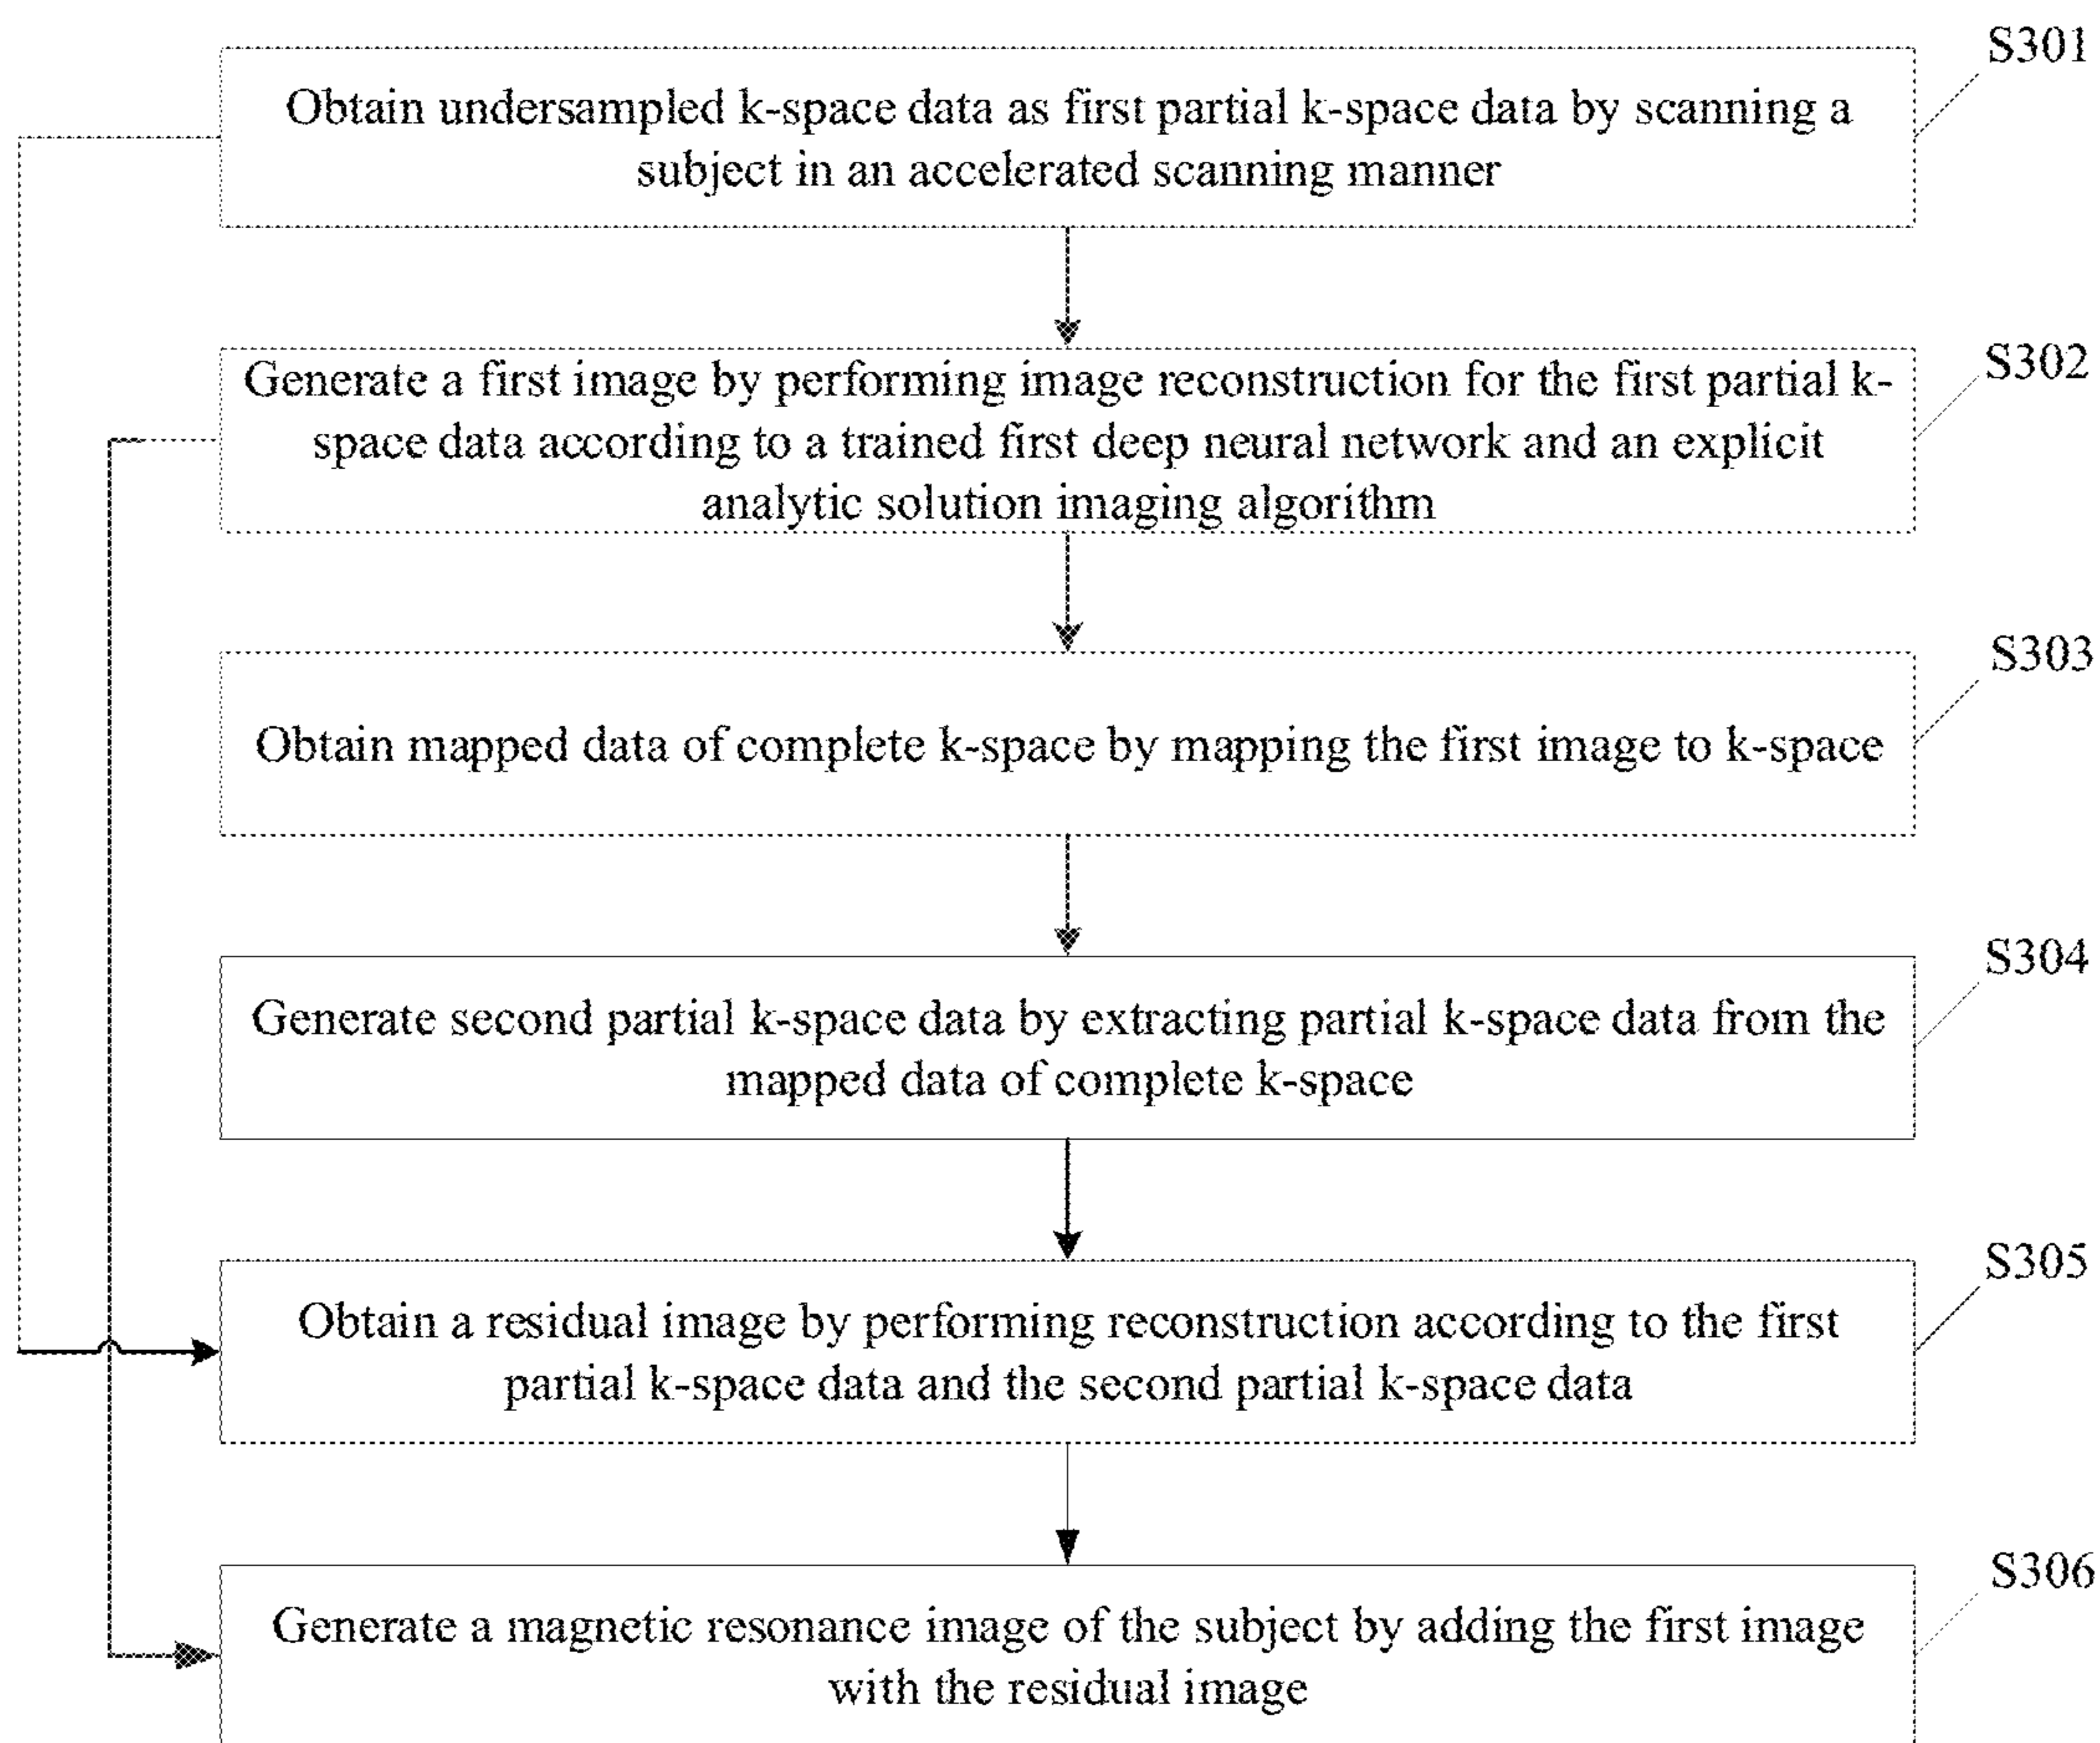 S301
Obtain undersampled k-space data as first partial k-space data by scanning a
subject in an accelerated scanning manner
S302
Generate a first image by performing image reconstruction for the first partial k-
space data according to a trained first deep neural network and an explicit
analytic solution imaging algorithm
S303
Obtain mapped data of complete k-space by mapping the first image to k-space
S304
Generate second partial k-space data by extracting partial k-space data from the
mapped data of complete k-space
S305
Obtain a residual image by performing reconstruction according to the first
partial k-space data and the second partial k-space data
S306
Generate a magnetic resonance image of the subject by adding the first image
with the residual image